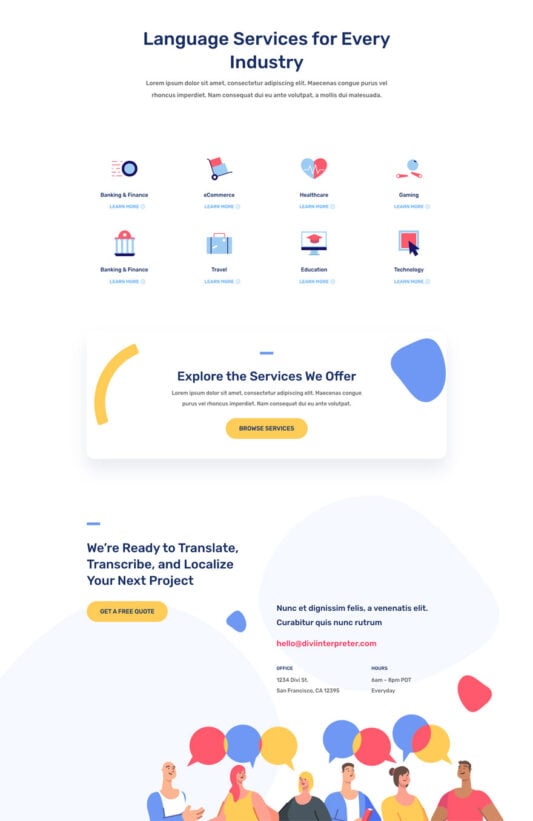 Language Services for Every
Industry
Lorem ipsum dolor sit amet, consectetur adipiscing elit. Maecenas congue purus vel
rhoncus imperdiet. Nam consequat dui eu ante volutpat, a mollis dui malesuada.
Banking & Finance
LEARN MORE
eCommerce
LEARN MORE
Healthcare
LEARN MORE
Gaming
LEARN MORE
Banking & Finance
LEARN MORE
Travel
LEARN MORE
Education
LEARN MORE
Technology
LEARN MORE
Explore the Services We Offer
Lorem ipsum dolor sit amet, consectetur adipiscing elit. Maecenas congue
purus vel rhoncus imperdiet. Nam consequat dui eu ante volutpat.
BROWSE SERVICES
We’re Ready to Translate,
Transcribe, and Localize
Your Next Project
GET A FREE QUOTE
Nunc et dignissim felis, a venenatis elit.
Curabitur quis nunc rutrum
hello@diviinterpreter.com
OFFICE
1234 Divi St.
San Francisco, CA 12395
HOURS
6am – 8pm PDT
Everyday